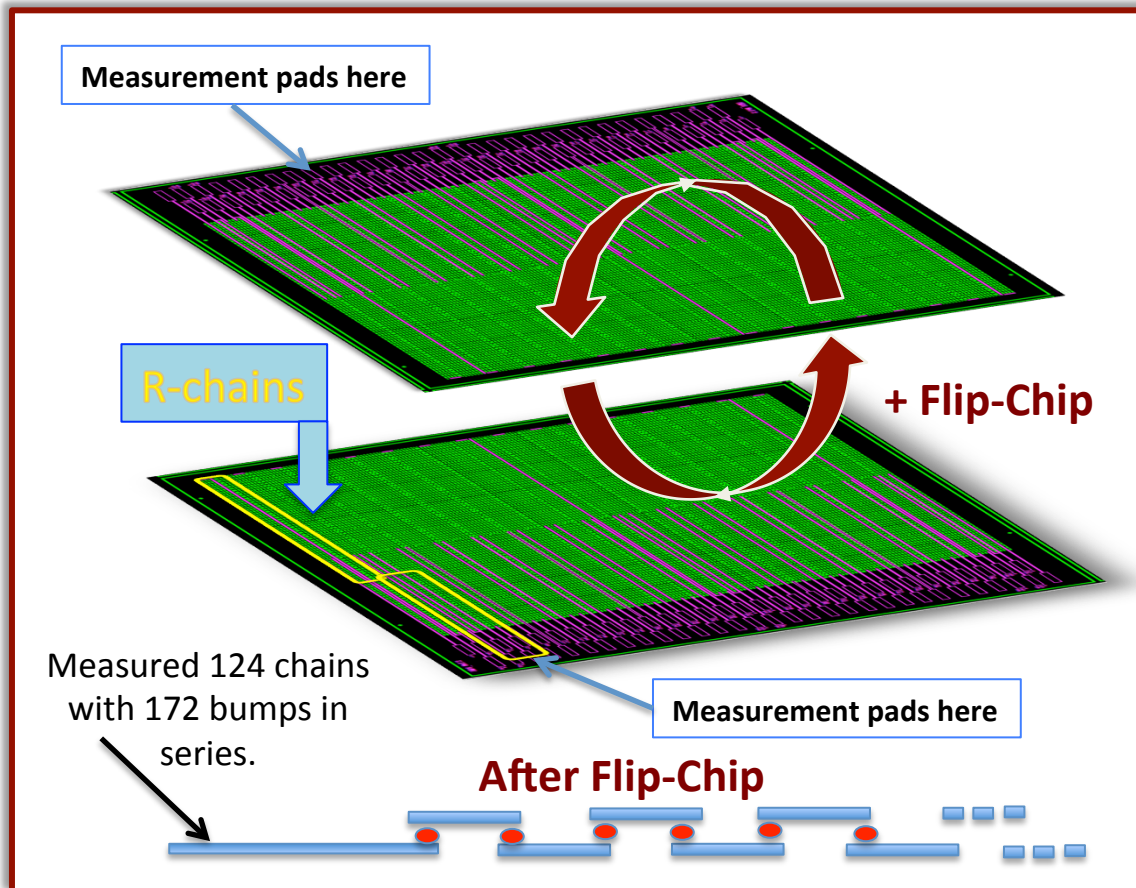 Measurement pads here
R-chains
+ Flip-Chip
Measured 124 chains
with 172 bumps in
series.
Measurement pads here
After Flip-Chip